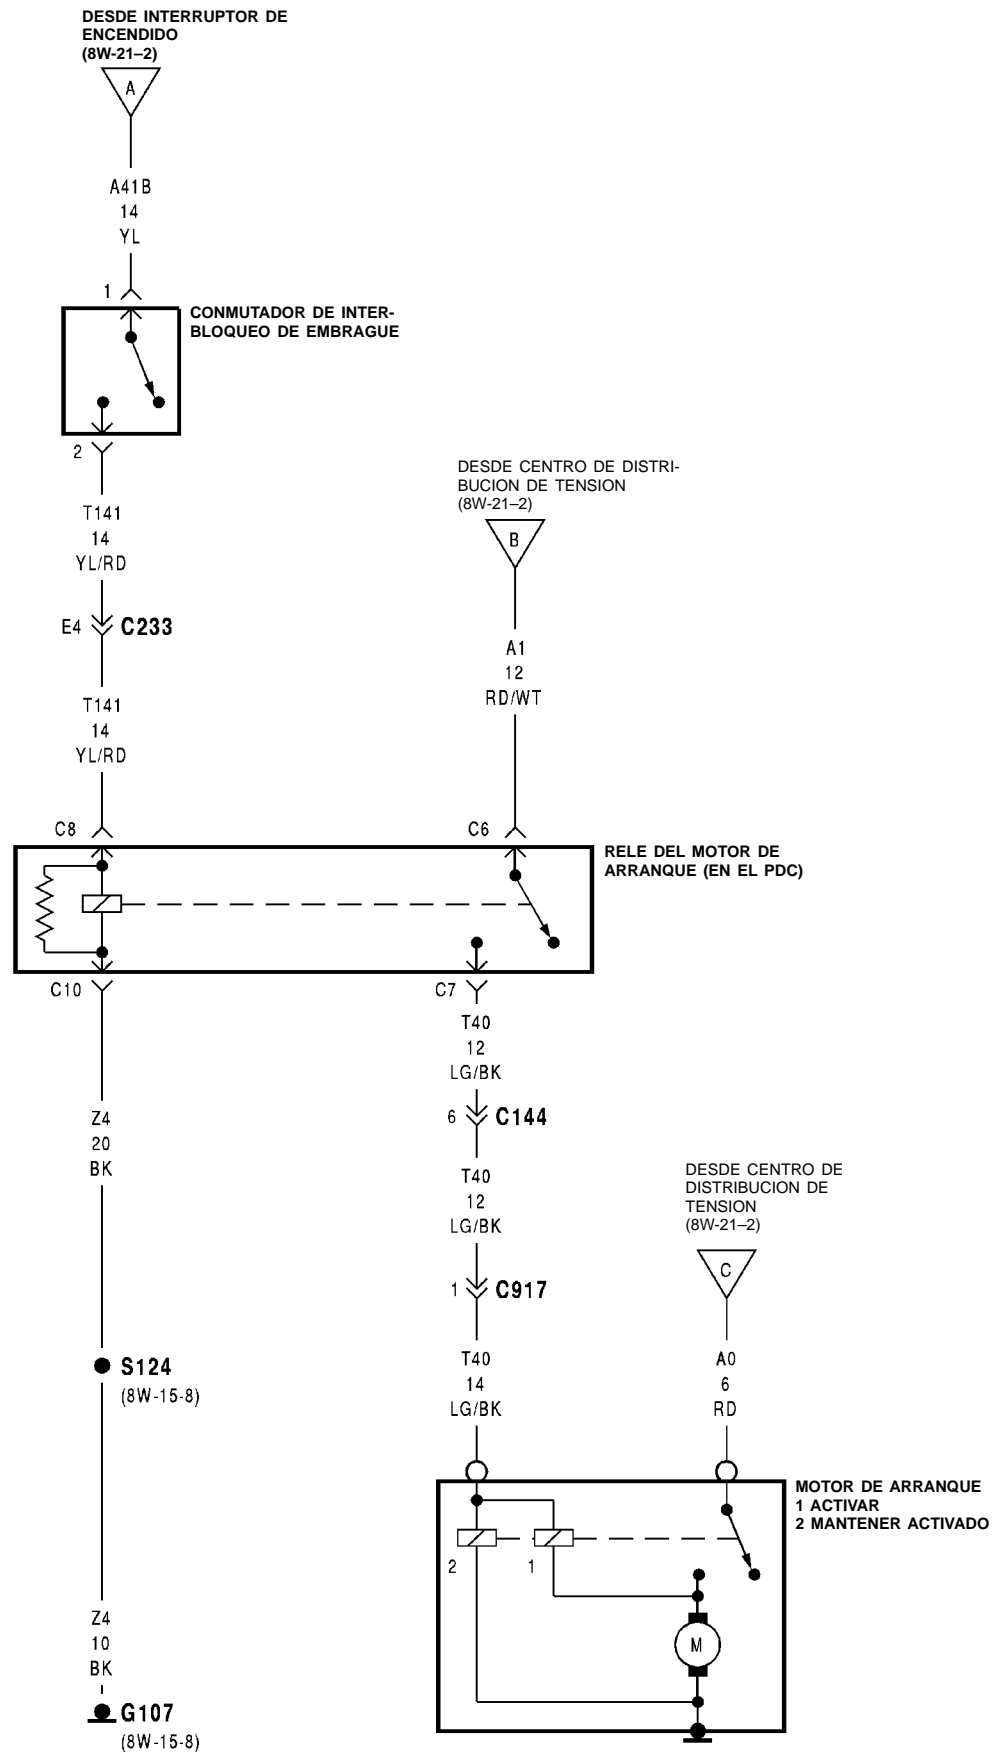 DESDE INTERRUPTOR DE
ENCENDIDO
(8W-21–2)
A
A41B
14
YL
1
CONMUTADOR DE INTER-
BLOQUEO DE EMBRAGUE
2
T141
14
YL/RD
E4 C233
T141
14
YL/RD
C8
DESDE CENTRO DE DISTRI-
BUCION DE TENSION
(8W-21–2)
B
A1
12
RD/WT
C6
RELE DEL MOTOR DE
ARRANQUE (EN EL PDC)
C10
Z4
20
BK
S124
(8W-15-8)
Z4
10
BK
G107
(8W-15-8)
C7
T40
12
LG/BK
6 C144
T40
12
LG/BK
1 C917
T40
14
LG/BK
DESDE CENTRO DE
DISTRIBUCION DE
TENSION
(8W-21–2)
C
A0
6
RD
MOTOR DE ARRANQUE
1 ACTIVAR
2 MANTENER ACTIVADO
2
1
M